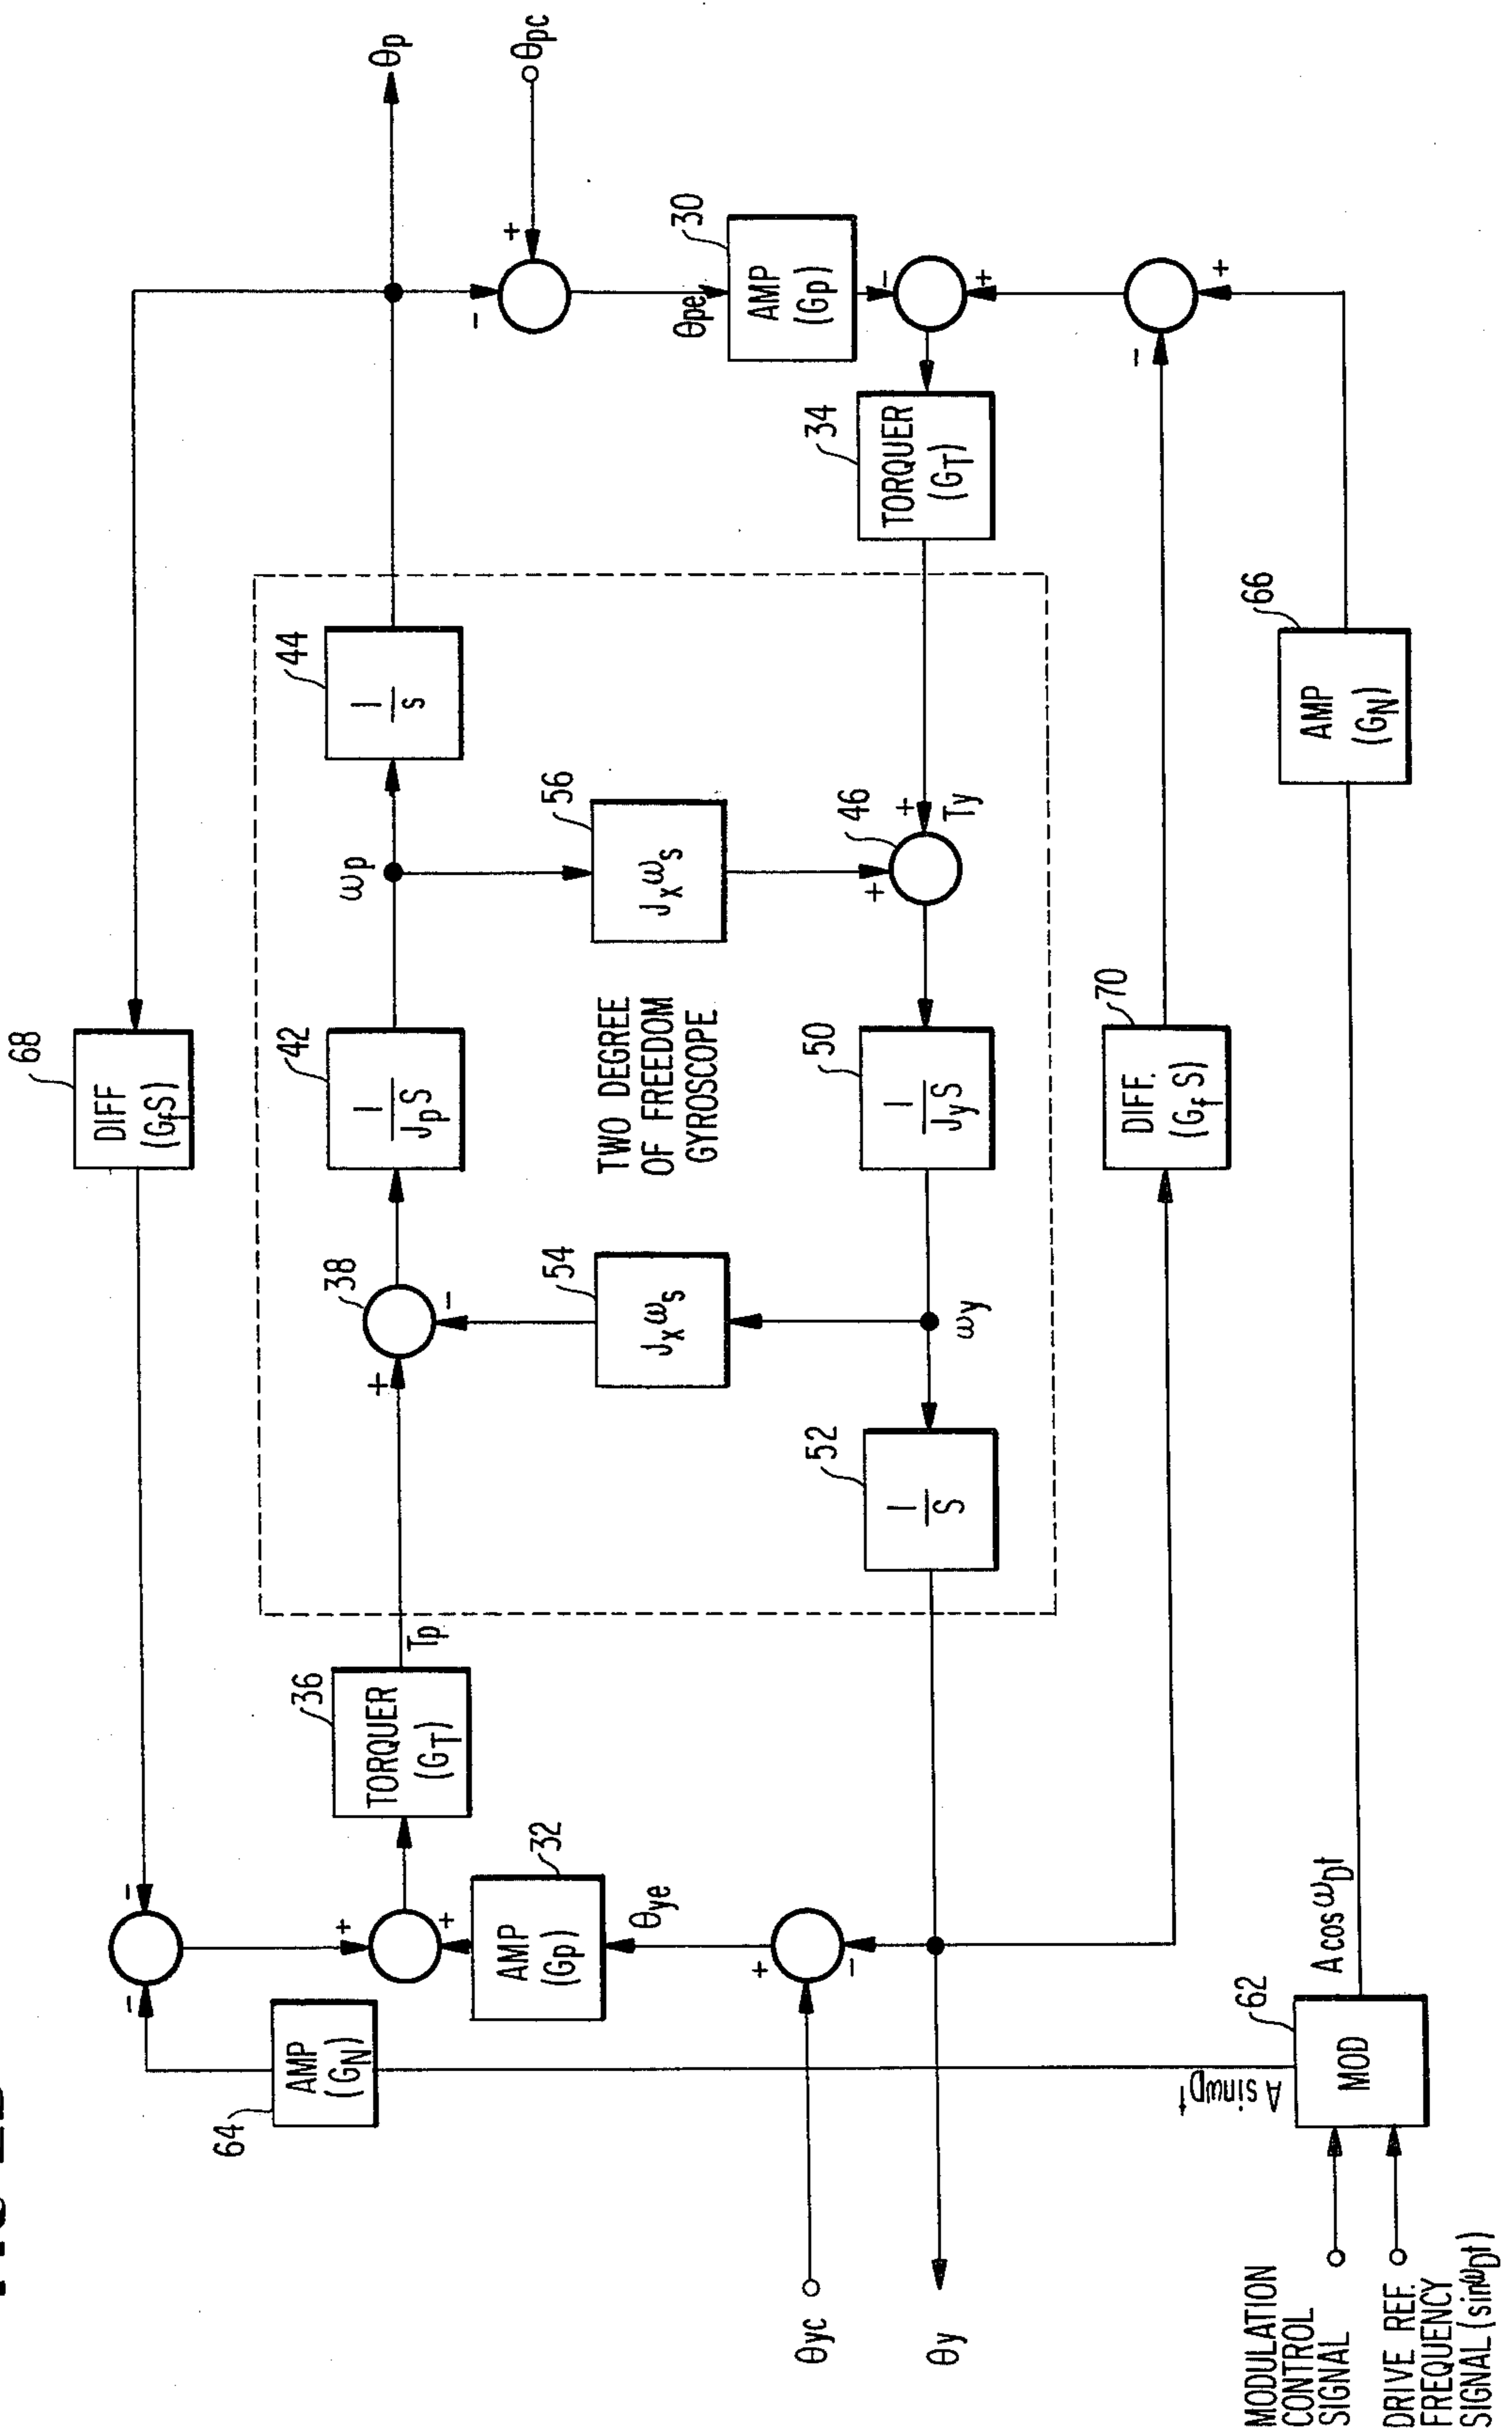 θp
θpc
+
-
30
AMP
(Gp)
θpe
-
+
+
-
34
TORQUER
(GT)
66
AMP
(GN)
44
1
s
ωp
56
Jxωs
46
+
+
Ty
68
DIFF
(GfS)
42
1
JpS
TWO DEGREE
OF FREEDOM
GYROSCOPE
50
1
JyS
70
DIFF.
(Gf S)
38
+
-
54
Jxωs
ωy
52
1
S
36
TORQUER
(GT)
Tp
-
-
+
+
32
AMP
(Gp)
θye
+
-
64
AMP
(GN)
A sinωDt
A cos ωDt
62
MOD
θyc
θy
MODULATION
CONTROL
SIGNAL
DRIVE REF.
FREQUENCY
SIGNAL (sinωDt)